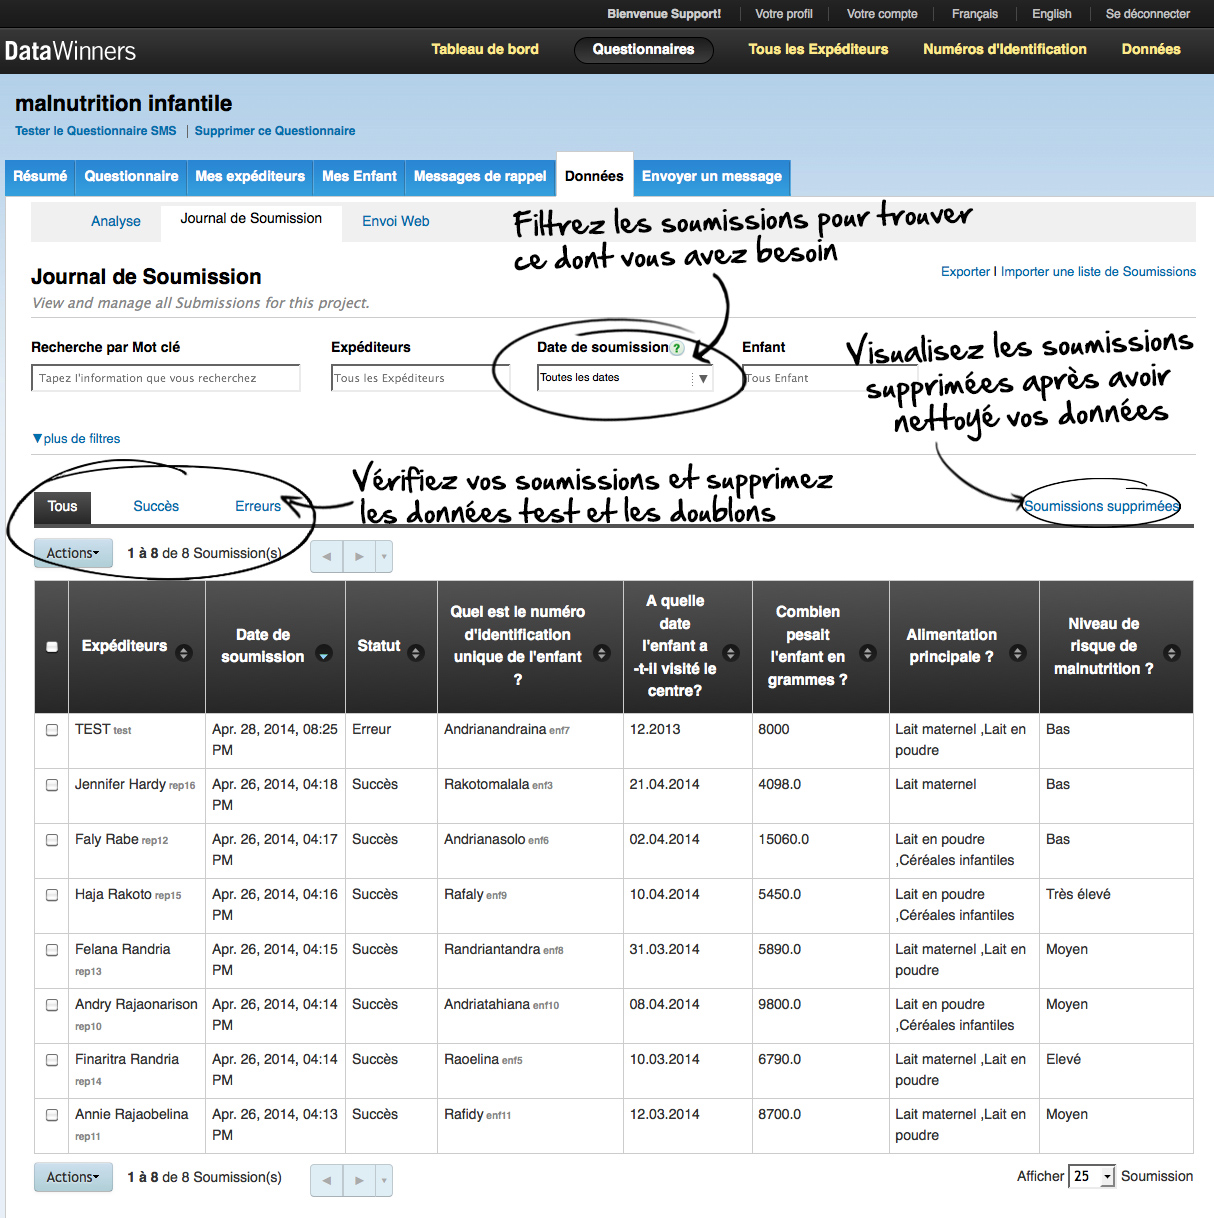 Bienvenue Support! Votre profil Votre compte Français English Se déconnecter
DataWinners Tableau de bord Questionnaires Tous les Expéditeurs Numéros d'Identification Données
malnutrition infantile
Tester le Questionnaire SMS | Supprimer ce Questionnaire
Résumé Questionnaire Mes expéditeurs Mes Enfant Messages de rappel Données Envoyer un message
Analyse Journal de Soumission Envoi Web
Filtrez les soumissions pour trouver
ce dont vous avez besoin
Journal de Soumission
Exporter | Importer une liste de Soumissions
View and manage all Submissions for this project.
Recherche par Mot clé Expéditeurs Date de soumission ? Enfant
Tapez l'information que vous recherchez Tous les Expéditeurs Toutes les dates Tous Enfant
Visualisez les soumissions
supprimées après avoir
nettoyé vos données
▼plus de filtres
Vérifiez vos soumissions et supprimez
les données test et les doublons
Tous Succès Erreurs Soumissions supprimées
Actions 1 à 8 de 8 Soumission(s)
Expéditeurs
Date de
soumission
Statut
Quel est le numéro
d'identification
unique de l'enfant
?
A quelle
date
l'enfant a
-t-il visité le
centre?
Combien
pesait
l'enfant en
grammes ?
Alimentation
principale ?
Niveau de
risque de
malnutrition ?
TEST test Apr. 28, 2014, 08:25 Erreur Andrianandraina enf7 12.2013 8000 Lait maternel ,Lait en Bas
PM poudre
Jennifer Hardy rep16 Apr. 26, 2014, 04:18 Succès Rakotomalala enf3 21.04.2014 4098.0 Lait maternel Bas
PM
Faly Rabe rep12 Apr. 26, 2014, 04:17 Succès Andrianasolo enf6 02.04.2014 15060.0 Lait en poudre Bas
PM ,Céréales infantiles
Haja Rakoto rep15 Apr. 26, 2014, 04:16 Succès Rafaly enf9 10.04.2014 5450.0 Lait en poudre Très élevé
PM ,Céréales infantiles
Felana Randria Apr. 26, 2014, 04:15 Succès Randriantandra enf8 31.03.2014 5890.0 Lait maternel ,Lait en Moyen
rep13 PM poudre
Andry Rajaonarison Apr. 26, 2014, 04:14 Succès Andriatahiana enf10 08.04.2014 9800.0 Lait en poudre Moyen
rep10 PM ,Céréales infantiles
Finaritra Randria Apr. 26, 2014, 04:14 Succès Raoelina enf5 10.03.2014 6790.0 Lait maternel ,Lait en Elevé
rep14 PM poudre
Annie Rajaobelina Apr. 26, 2014, 04:13 Succès Rafidy enf11 12.03.2014 8700.0 Lait maternel ,Lait en Moyen
rep11 PM poudre
Actions 1 à 8 de 8 Soumission(s) Afficher 25 Soumission